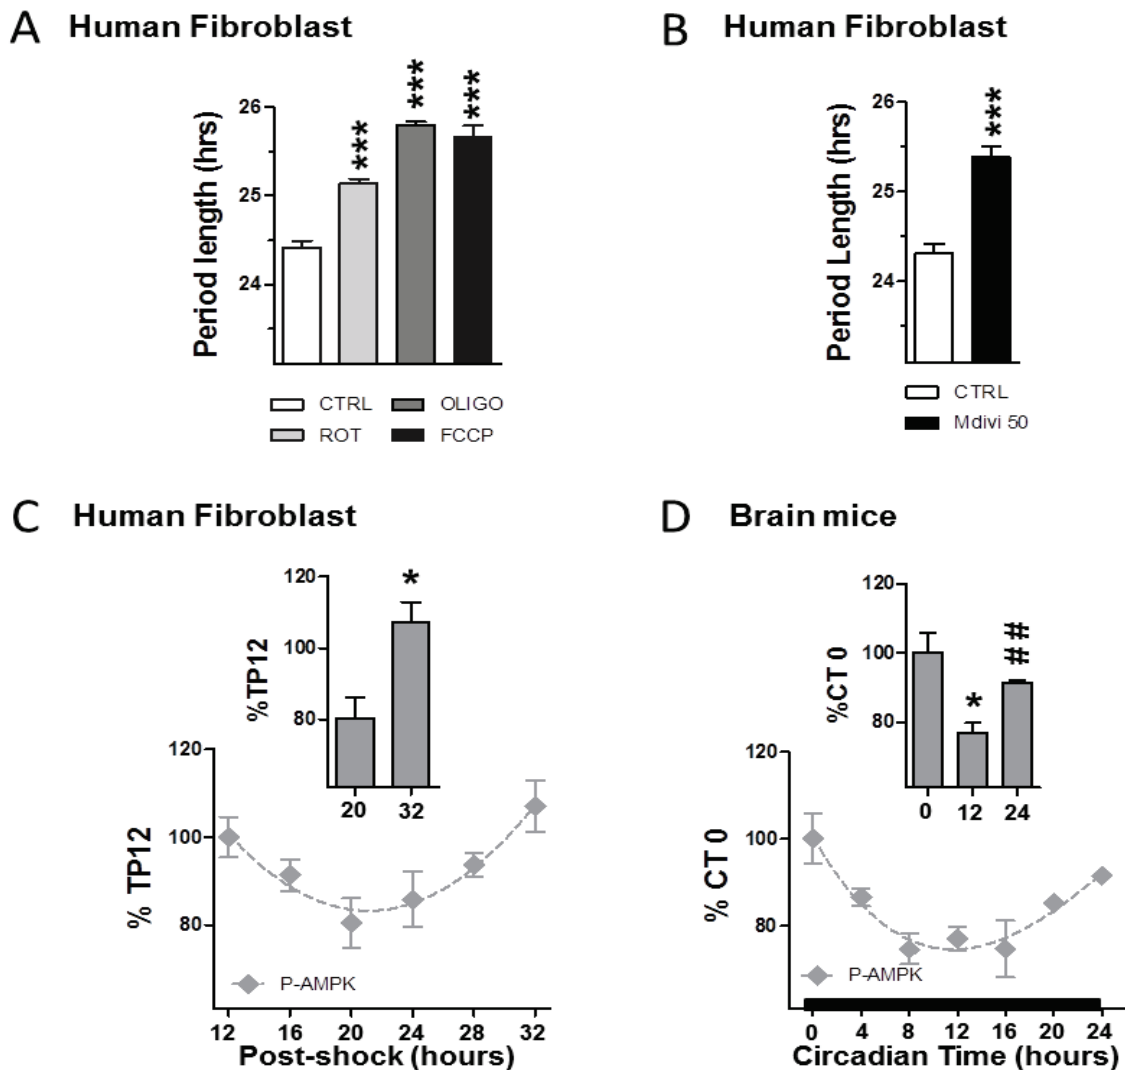 A Human Fibroblast
Period length (hrs)
26
25
24
***
***
***
CTRL
OLIGO
ROT
FCCP
B Human Fibroblast
Period Length (hrs)
26
25
24
***
CTRL
Mdivi 50
C Human Fibroblast
%TP12
120
100
80
*
20 32
% TP12
120
100
80
P-AMPK
12 16 20 24 28 32
Post-shock (hours)
D Brain mice
%CT 0
120
100
80
*
##
0 12 24
% CT 0
120
100
80
P-AMPK
0 4 8 12 16 20 24
Circadian Time (hours)